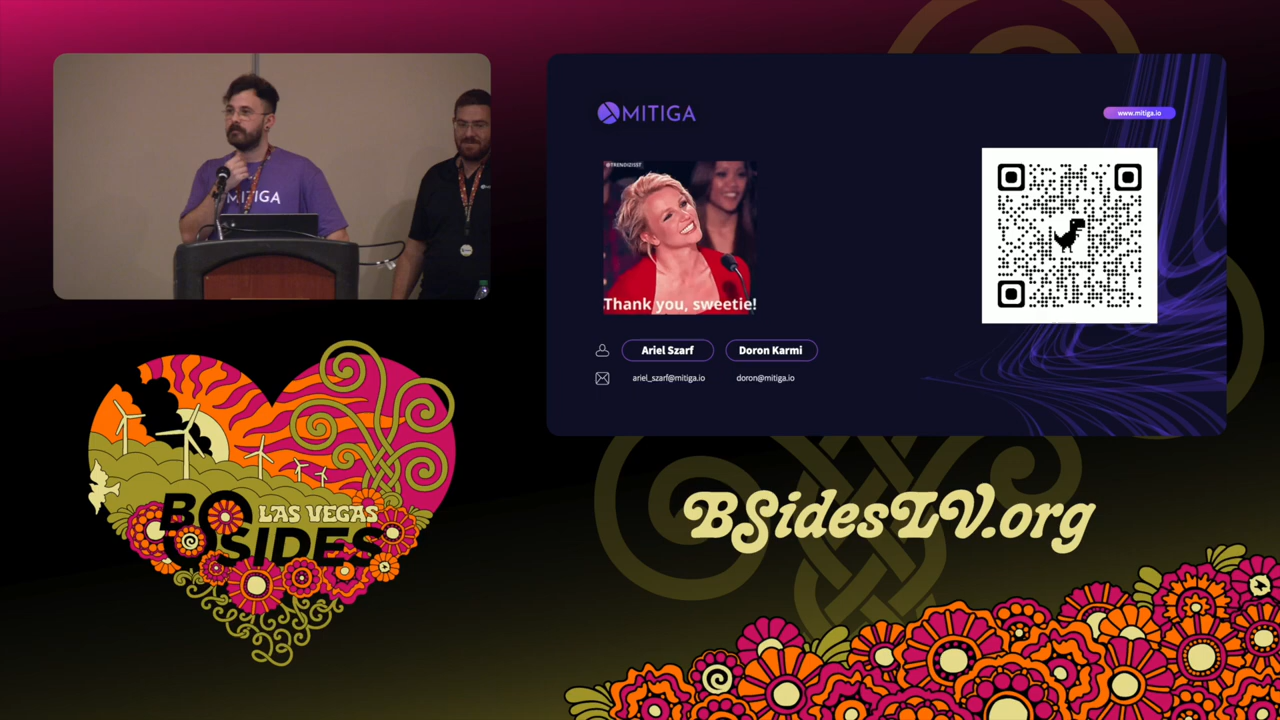 MITIGA
MITIGA
www.mitiga.io
@TRENDIZISST
Thank you, sweetie!
Ariel Szarf
Doron Karmi
ariel_szarf@mitiga.io
doron@mitiga.io
LAS VEGAS
BSIDES
BSidesLV.org